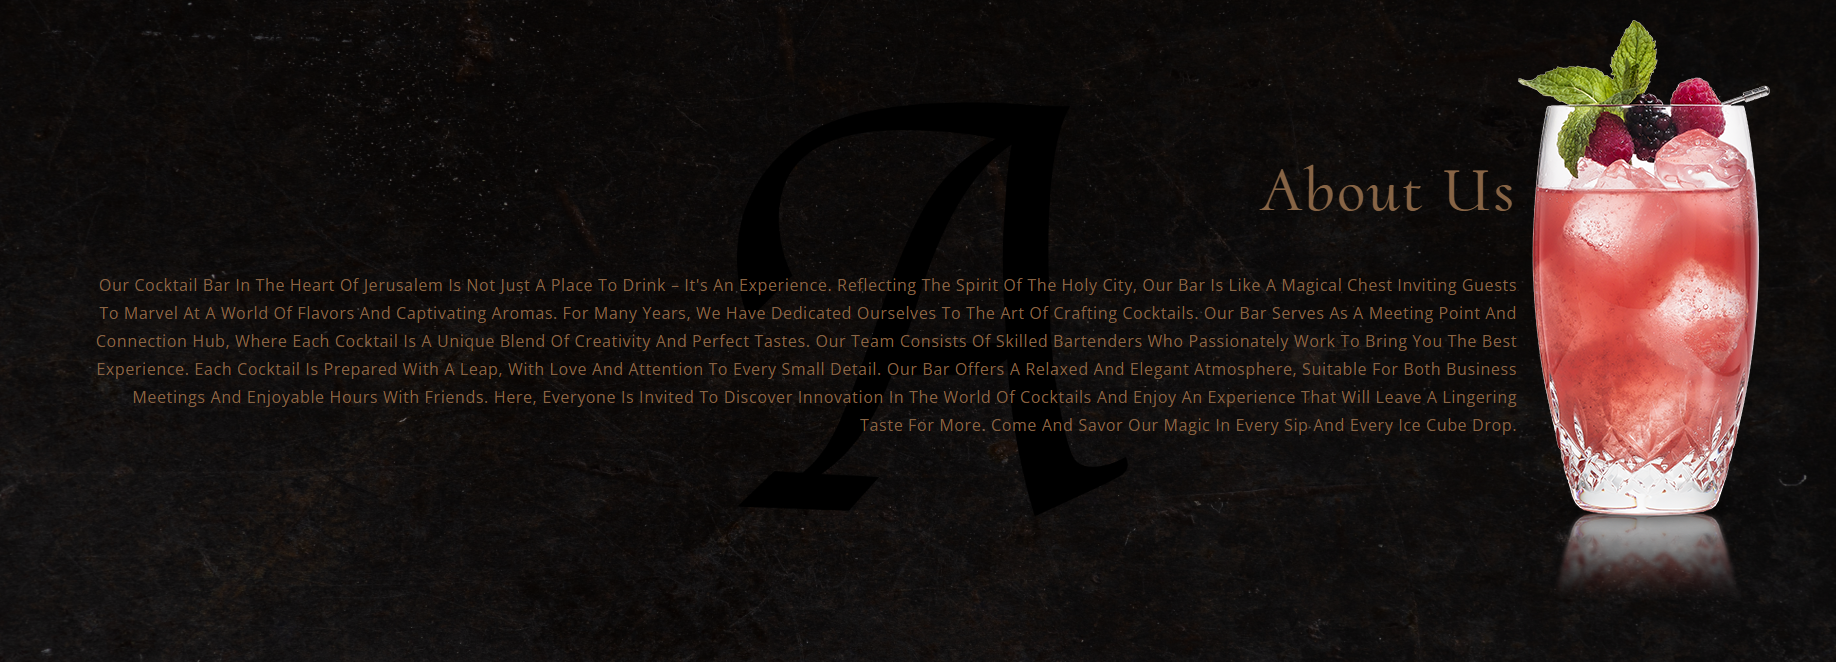 A
About Us
Our Cocktail Bar In The Heart Of Jerusalem Is Not Just A Place To Drink – It's An Experience. Reflecting The Spirit Of The Holy City, Our Bar Is Like A Magical Chest Inviting Guests
To Marvel At A World Of Flavors And Captivating Aromas. For Many Years, We Have Dedicated Ourselves To The Art Of Crafting Cocktails. Our Bar Serves As A Meeting Point And
Connection Hub, Where Each Cocktail Is A Unique Blend Of Creativity And Perfect Tastes. Our Team Consists Of Skilled Bartenders Who Passionately Work To Bring You The Best
Experience. Each Cocktail Is Prepared With A Leap, With Love And Attention To Every Small Detail. Our Bar Offers A Relaxed And Elegant Atmosphere, Suitable For Both Business
Meetings And Enjoyable Hours With Friends. Here, Everyone Is Invited To Discover Innovation In The World Of Cocktails And Enjoy An Experience That Will Leave A Lingering
Taste For More. Come And Savor Our Magic In Every Sip And Every Ice Cube Drop.